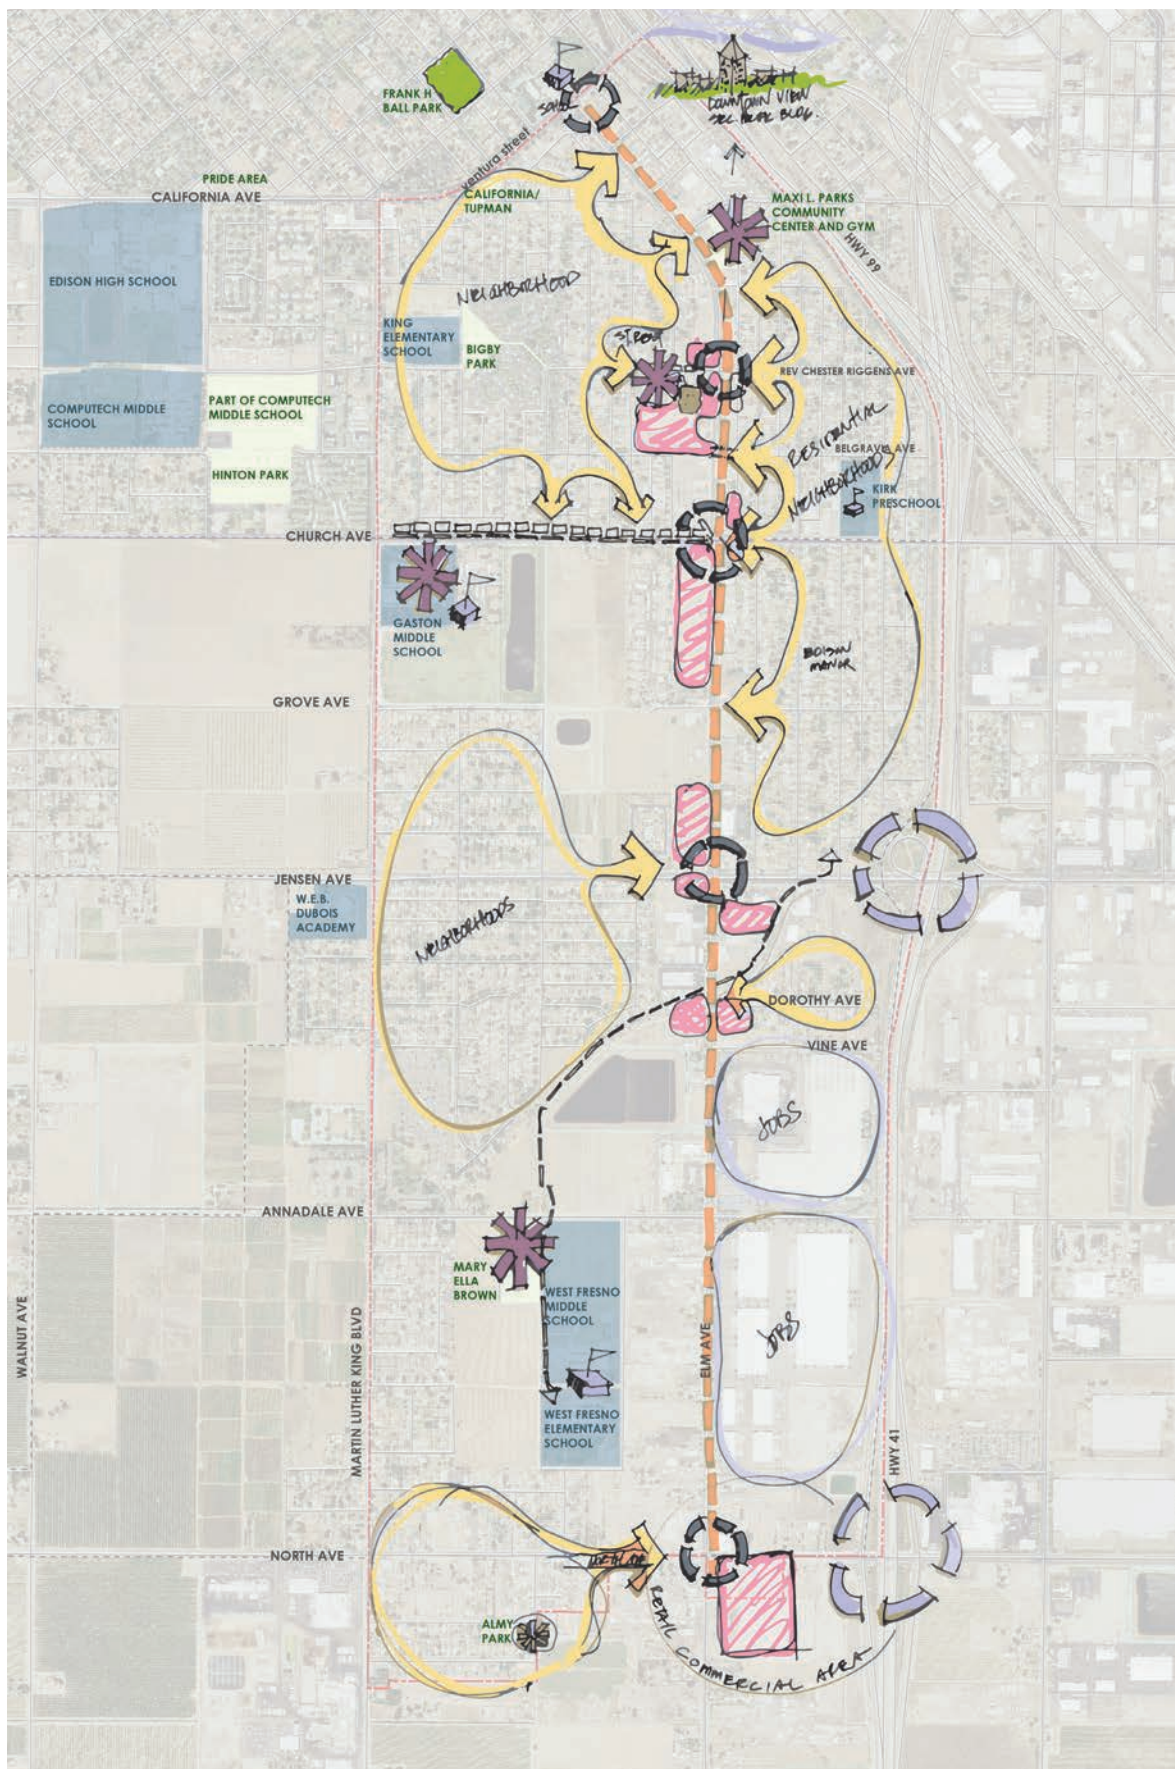 FRANK H
BALL PARK
SCHOOL
DOWNTOWN VIEW
BLDG.
ventura street
PRIDE AREA
CALIFORNIA AVE
CALIFORNIA/
TUPMAN
MAXI L. PARKS
COMMUNITY
CENTER AND GYM
HWY 99
EDISON HIGH SCHOOL
NEIGHBORHOOD
KING
ELEMENTARY
SCHOOL
BIGBY
PARK
REV CHESTER RIGGENS AVE
COMPUTECH MIDDLE
SCHOOL
PART OF COMPUTECH
MIDDLE SCHOOL
HINTON PARK
RESIDENTIAL
NEIGHBORHOODS
BELGRAVIA AVE
KIRK
PRESCHOOL
CHURCH AVE
GASTON
MIDDLE
SCHOOL
EDISON
MANOR
GROVE AVE
JENSEN AVE
W.E.B.
DUBOIS
ACADEMY
NEIGHBORHOODS
DOROTHY AVE
VINE AVE
JOBS
ANNADALE AVE
MARY
ELLA
BROWN
WEST FRESNO
MIDDLE
SCHOOL
WALNUT AVE
MARTIN LUTHER KING BLVD
ELM AVE
JOBS
WEST FRESNO
ELEMENTARY
SCHOOL
HWY 41
NORTH AVE
ALMY
PARK
RETAIL COMMERCIAL AREA